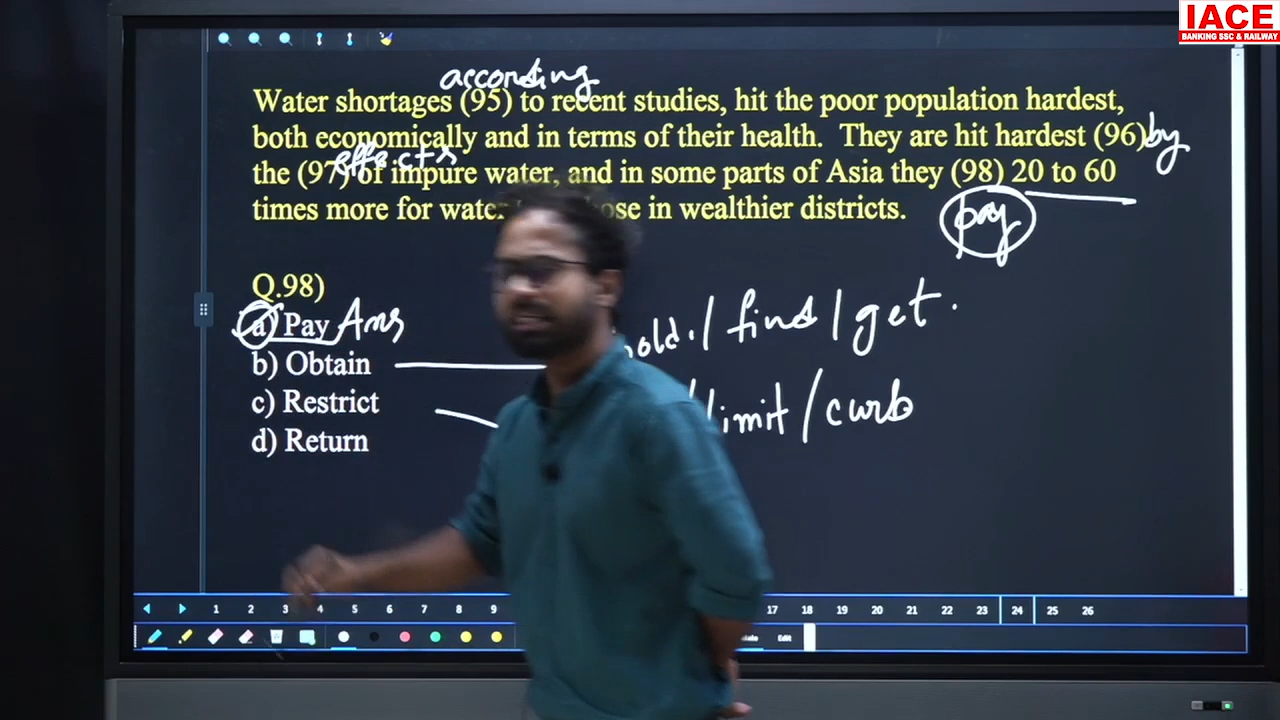 IACE
BANKING SSC & RAILWAY
according
Water shortages (95) to recent studies, hit the poor population hardest,
both economically and in terms of their health. They are hit hardest (96) by
effects
the (97) of impure water, and in some parts of Asia they (98) 20 to 60
times more for water ose in wealthier districts.
pay
Q.98)
a) Pay Ans
b) Obtain hold / find / get
c) Restrict / limit / curb
d) Return
1 2 3 4 5 6 7 8 9 17 18 19 20 21 22 23 24 25 26
Edit